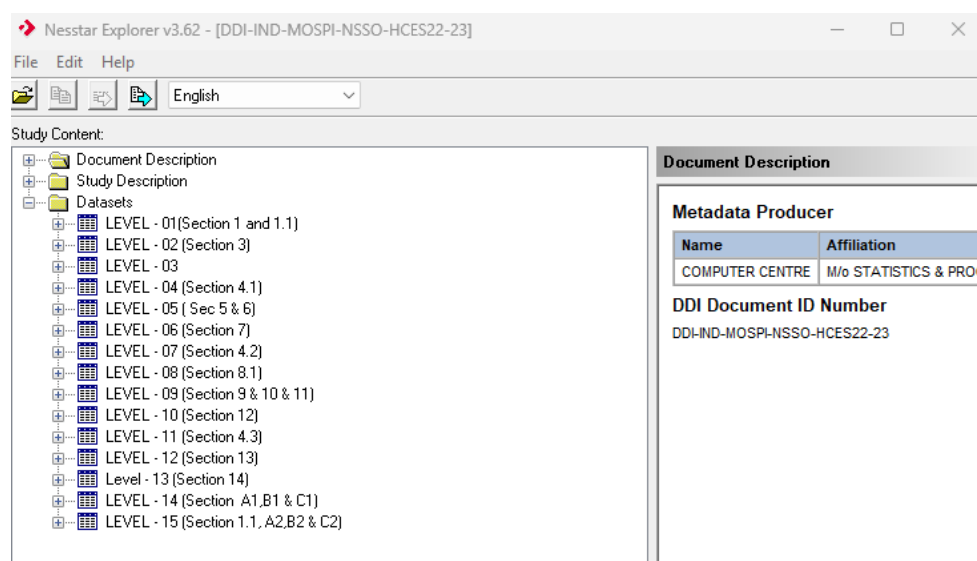 Nesstar Explorer v3.62 - [DDI-IND-MOSPI-NSSO-HCES22-23]
File Edit Help
English
Study Content:
Document Description
Study Description
Datasets
LEVEL - 01(Section 1 and 1.1)
LEVEL - 02 (Section 3)
LEVEL - 03
LEVEL - 04 (Section 4.1)
LEVEL - 05 ( Sec 5 & 6)
LEVEL - 06 (Section 7)
LEVEL - 07 (Section 4.2)
LEVEL - 08 (Section 8.1)
LEVEL - 09 (Section 9 & 10 & 11)
LEVEL - 10 (Section 12)
LEVEL - 11 (Section 4.3)
LEVEL - 12 (Section 13)
Level - 13 (Section 14)
LEVEL - 14 (Section  A1,B1 & C1)
LEVEL - 15 (Section 1.1, A2,B2 & C2)
Document Description
Metadata Producer
Name Affiliation
COMPUTER CENTRE M/o STATISTICS & PRO
DDI Document ID Number
DDI-IND-MOSPI-NSSO-HCES22-23